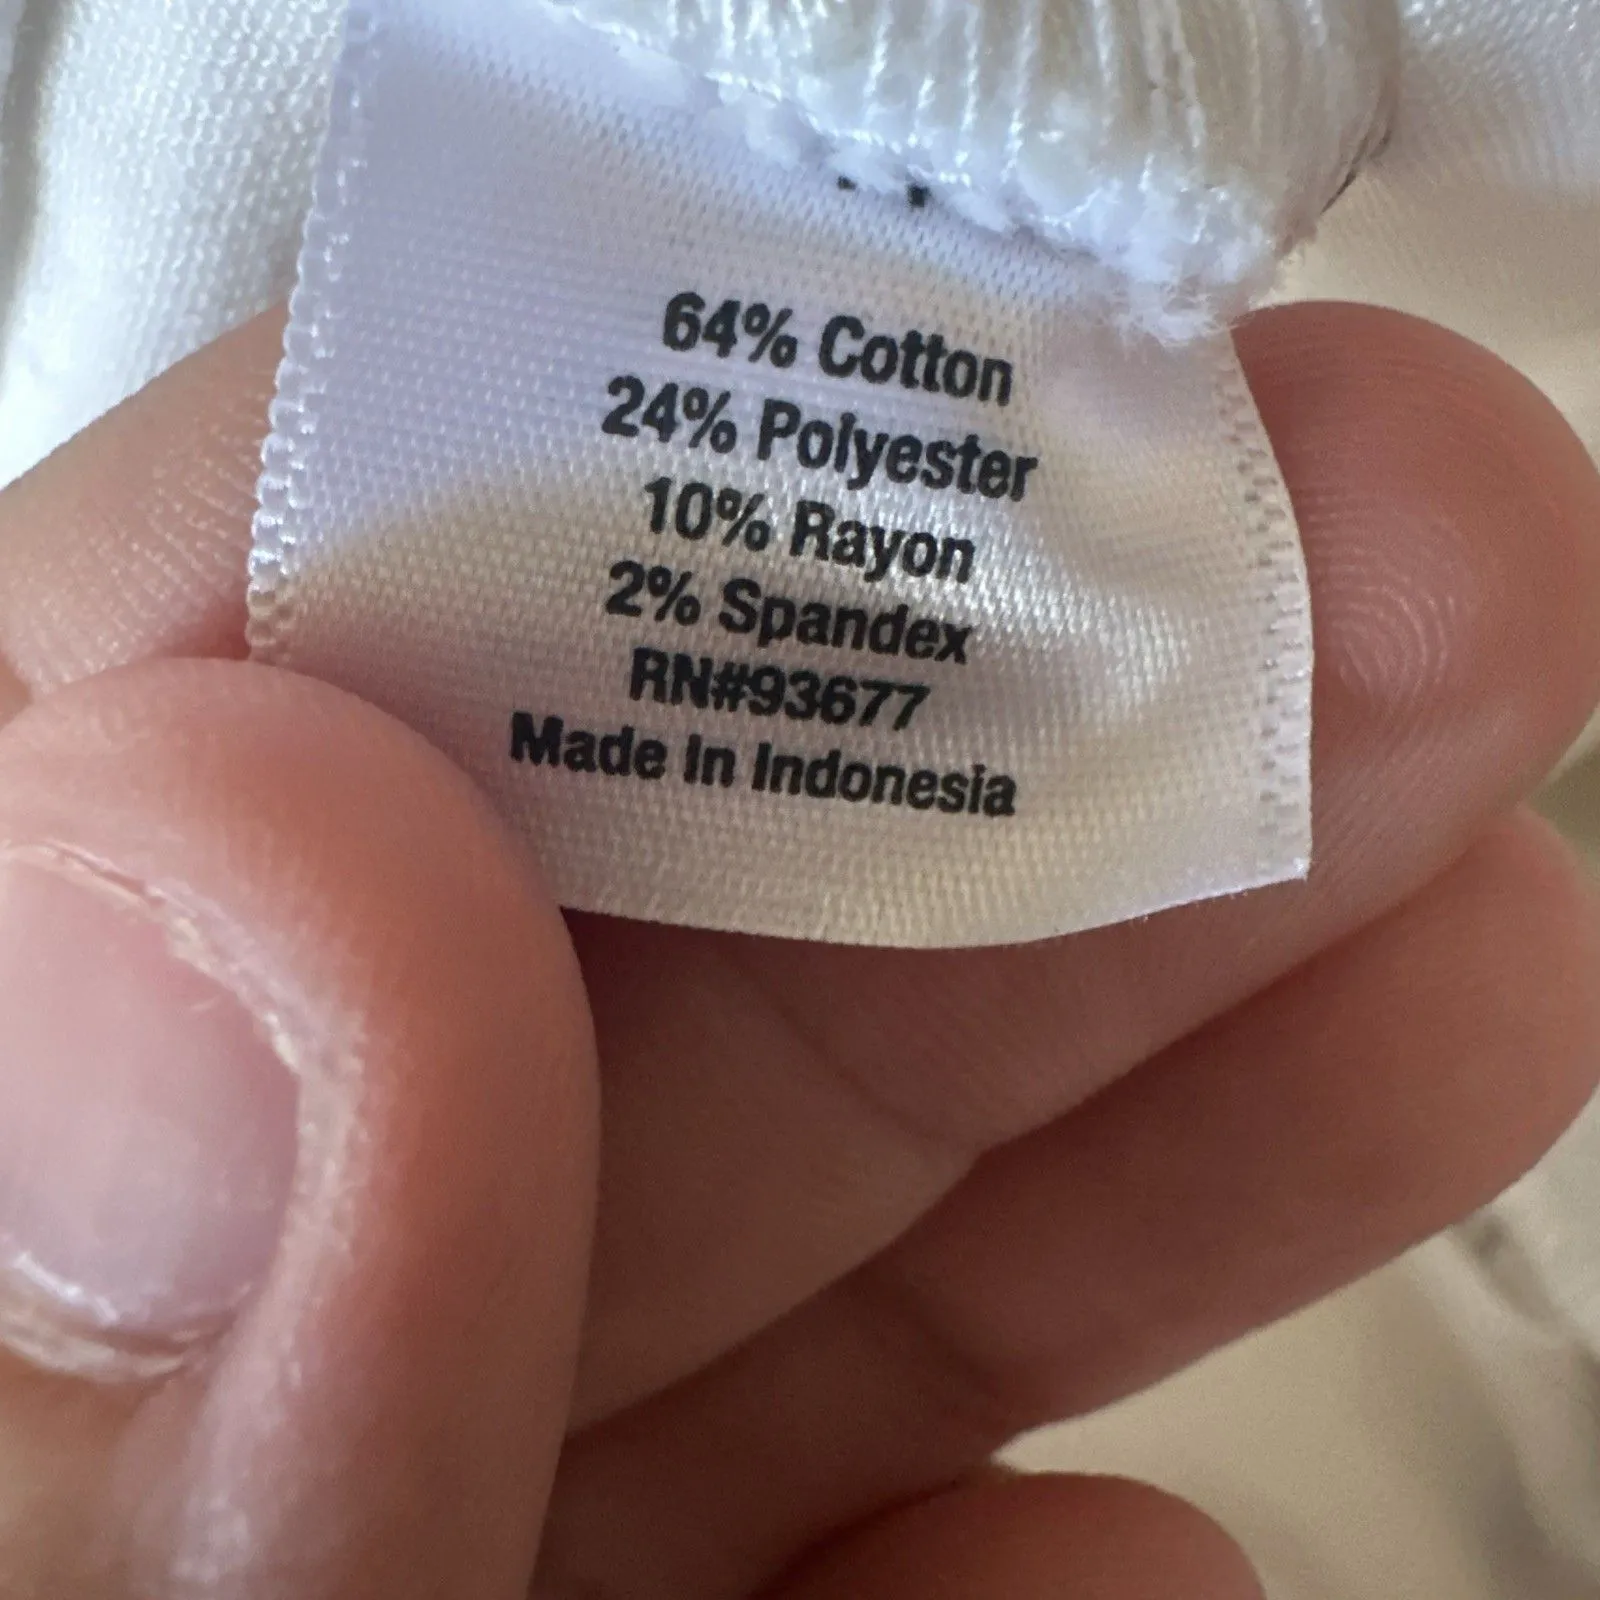 64% Cotton
24% Polyester
10% Rayon
2% Spandex
RN#93677
Made In Indonesia